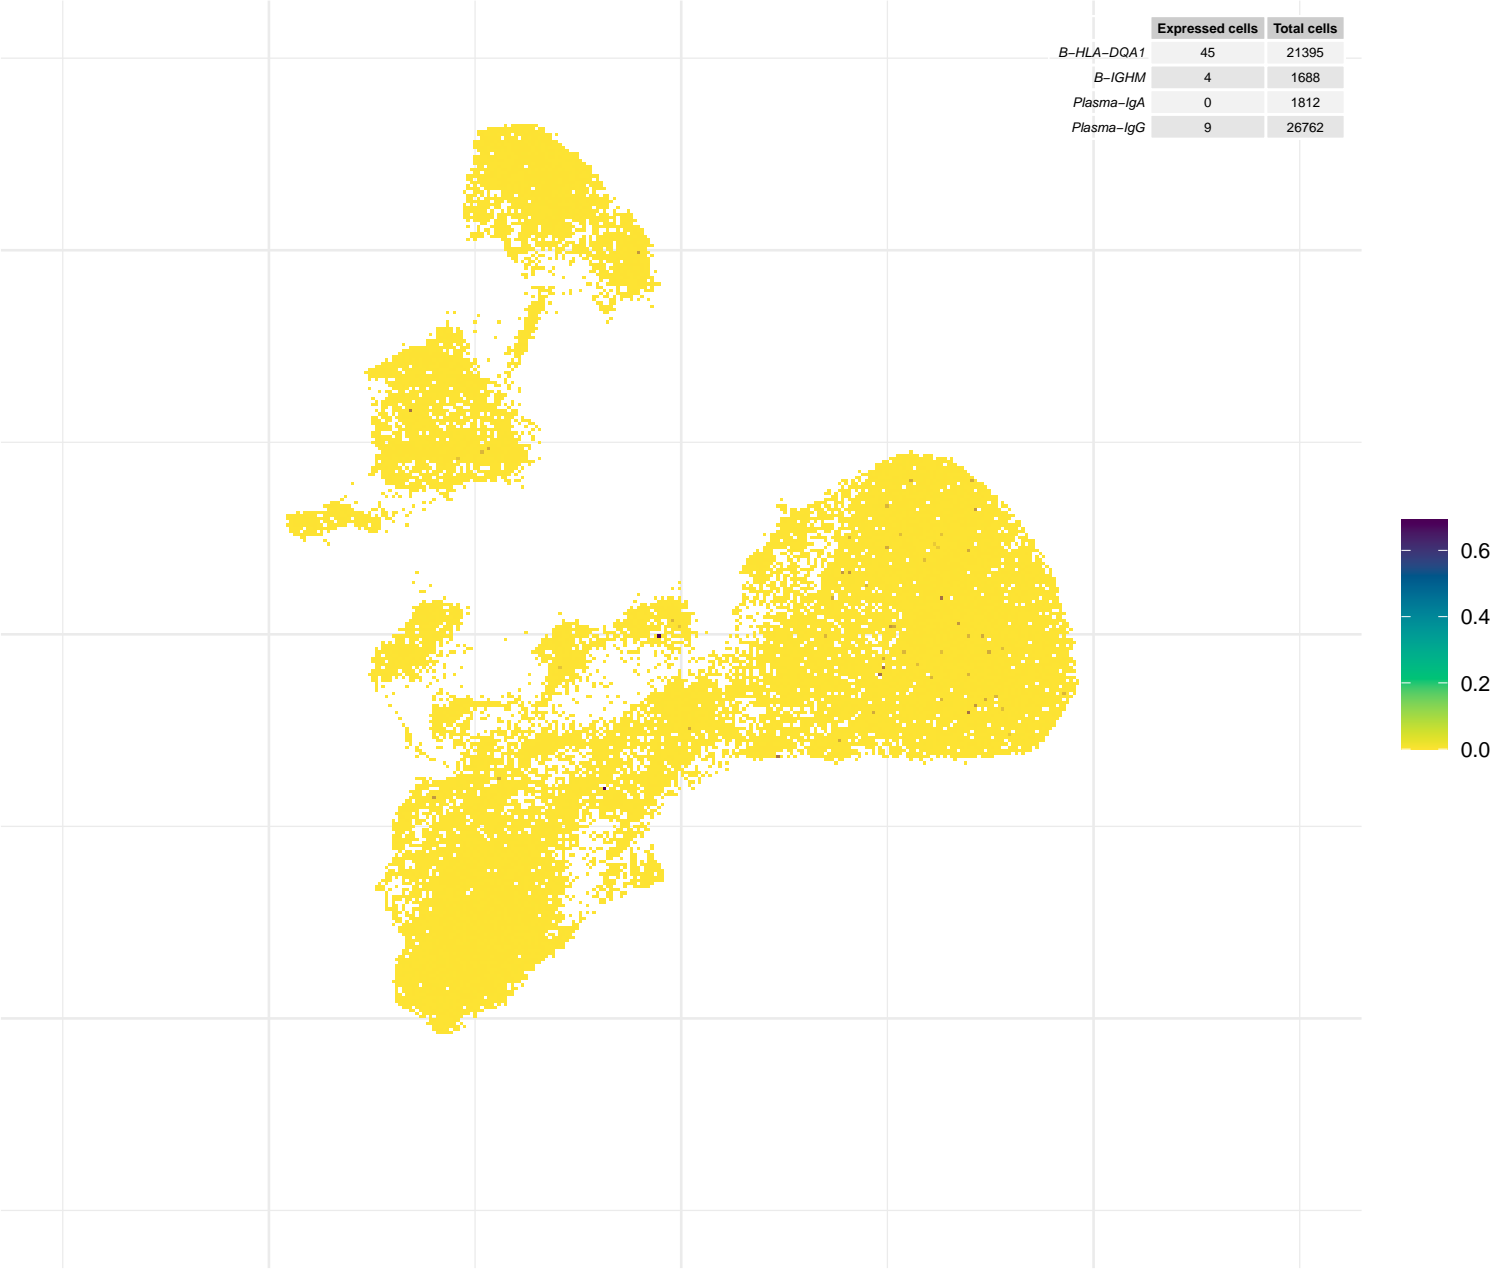 Expressed cells Total cells
B−HLA−DQA1 45 21395
B−IGHM 4 1688
Plasma−IgA 0 1812
Plasma−IgG 9 26762
0.6
0.4
0.2
0.0